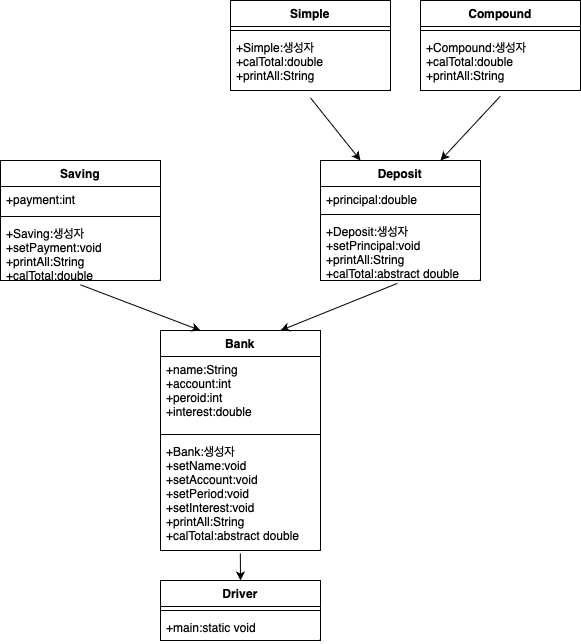 Simple
+Simple:생성자
+calTotal:double
+printAll:String
Compound
+Compound:생성자
+calTotal:double
+printAll:String
Saving
+payment:int
+Saving:생성자
+setPayment:void
+printAll:String
+calTotal:double
Deposit
+principal:double
+Deposit:생성자
+setPrincipal:void
+printAll:String
+calTotal:abstract double
Bank
+name:String
+account:int
+peroid:int
+interest:double
+Bank:생성자
+setName:void
+setAccount:void
+setPeriod:void
+setInterest:void
+printAll:String
+calTotal:abstract double
Driver
+main:static void